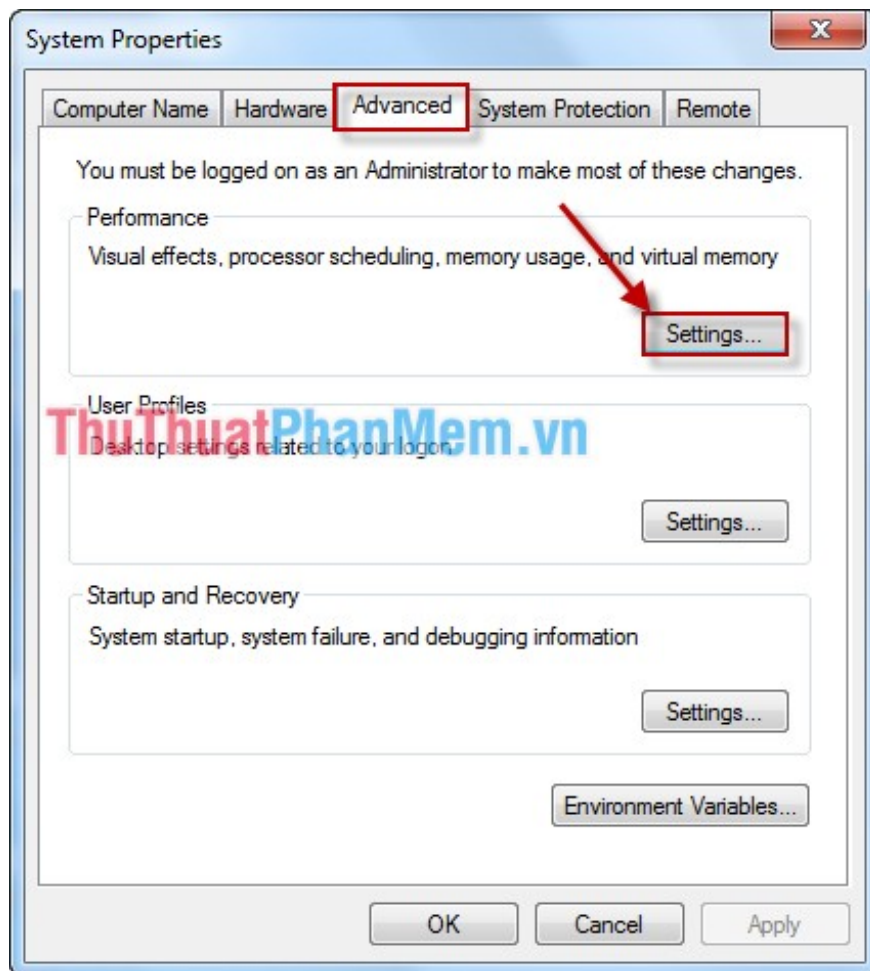 System Properties
Computer Name
Hardware
Advanced
System Protection
Remote
You must be logged on as an Administrator to make most of these changes.
Performance
Visual effects, processor scheduling, memory usage, and virtual memory
Settings...
User Profiles
ThuThuatPhanMem.vn
Desktop settings related to your logon
Settings...
Startup and Recovery
System startup, system failure, and debugging information
Settings...
Environment Variables...
OK
Cancel
Apply